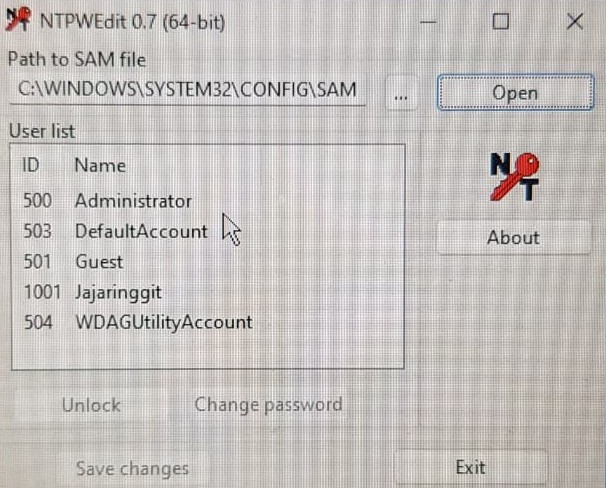 NTPWEdit 0.7 (64-bit)
Path to SAM file
C:\WINDOWS\SYSTEM32\CONFIG\SAM ... Open
User list
ID Name
500 Administrator
503 DefaultAccount
501 Guest
1001 Jajaringgit
504 WDAGUtilityAccount
NT
About
Unlock Change password
Save changes Exit